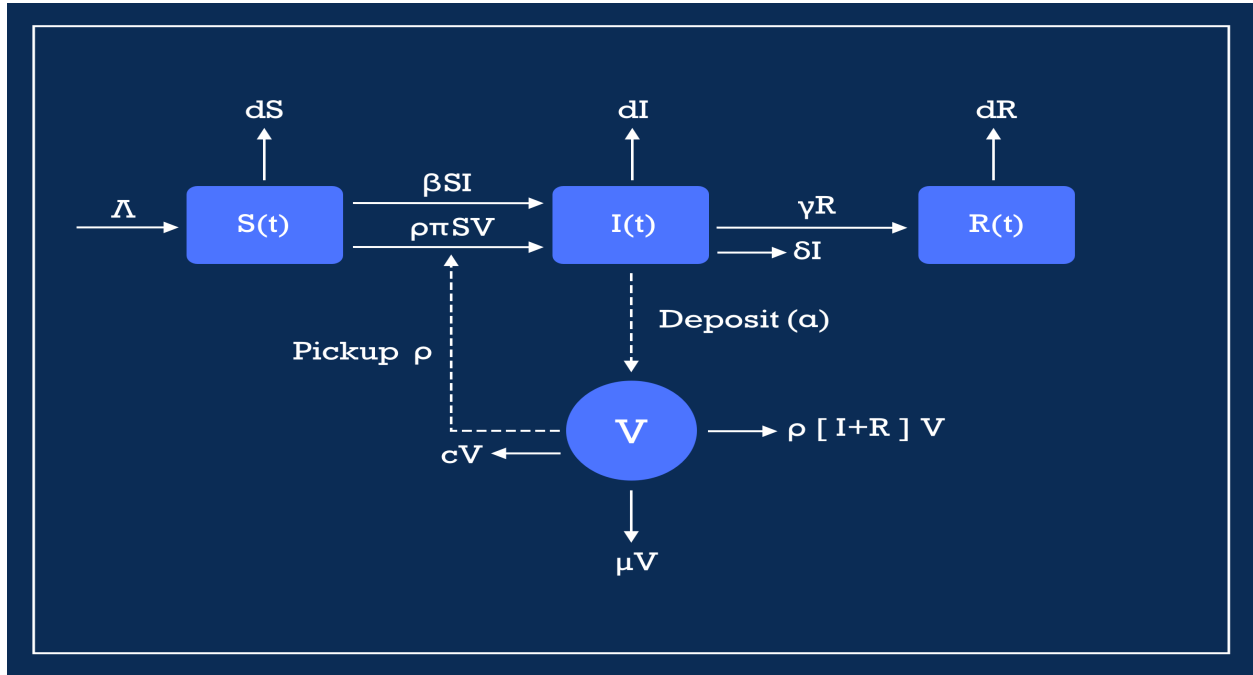 dS
dI
dR
Λ
S(t)
βSI
ρπSV
I(t)
γR
δI
R(t)
Deposit (α)
Pickup ρ
V
ρ [ I+R ] V
cV
μV